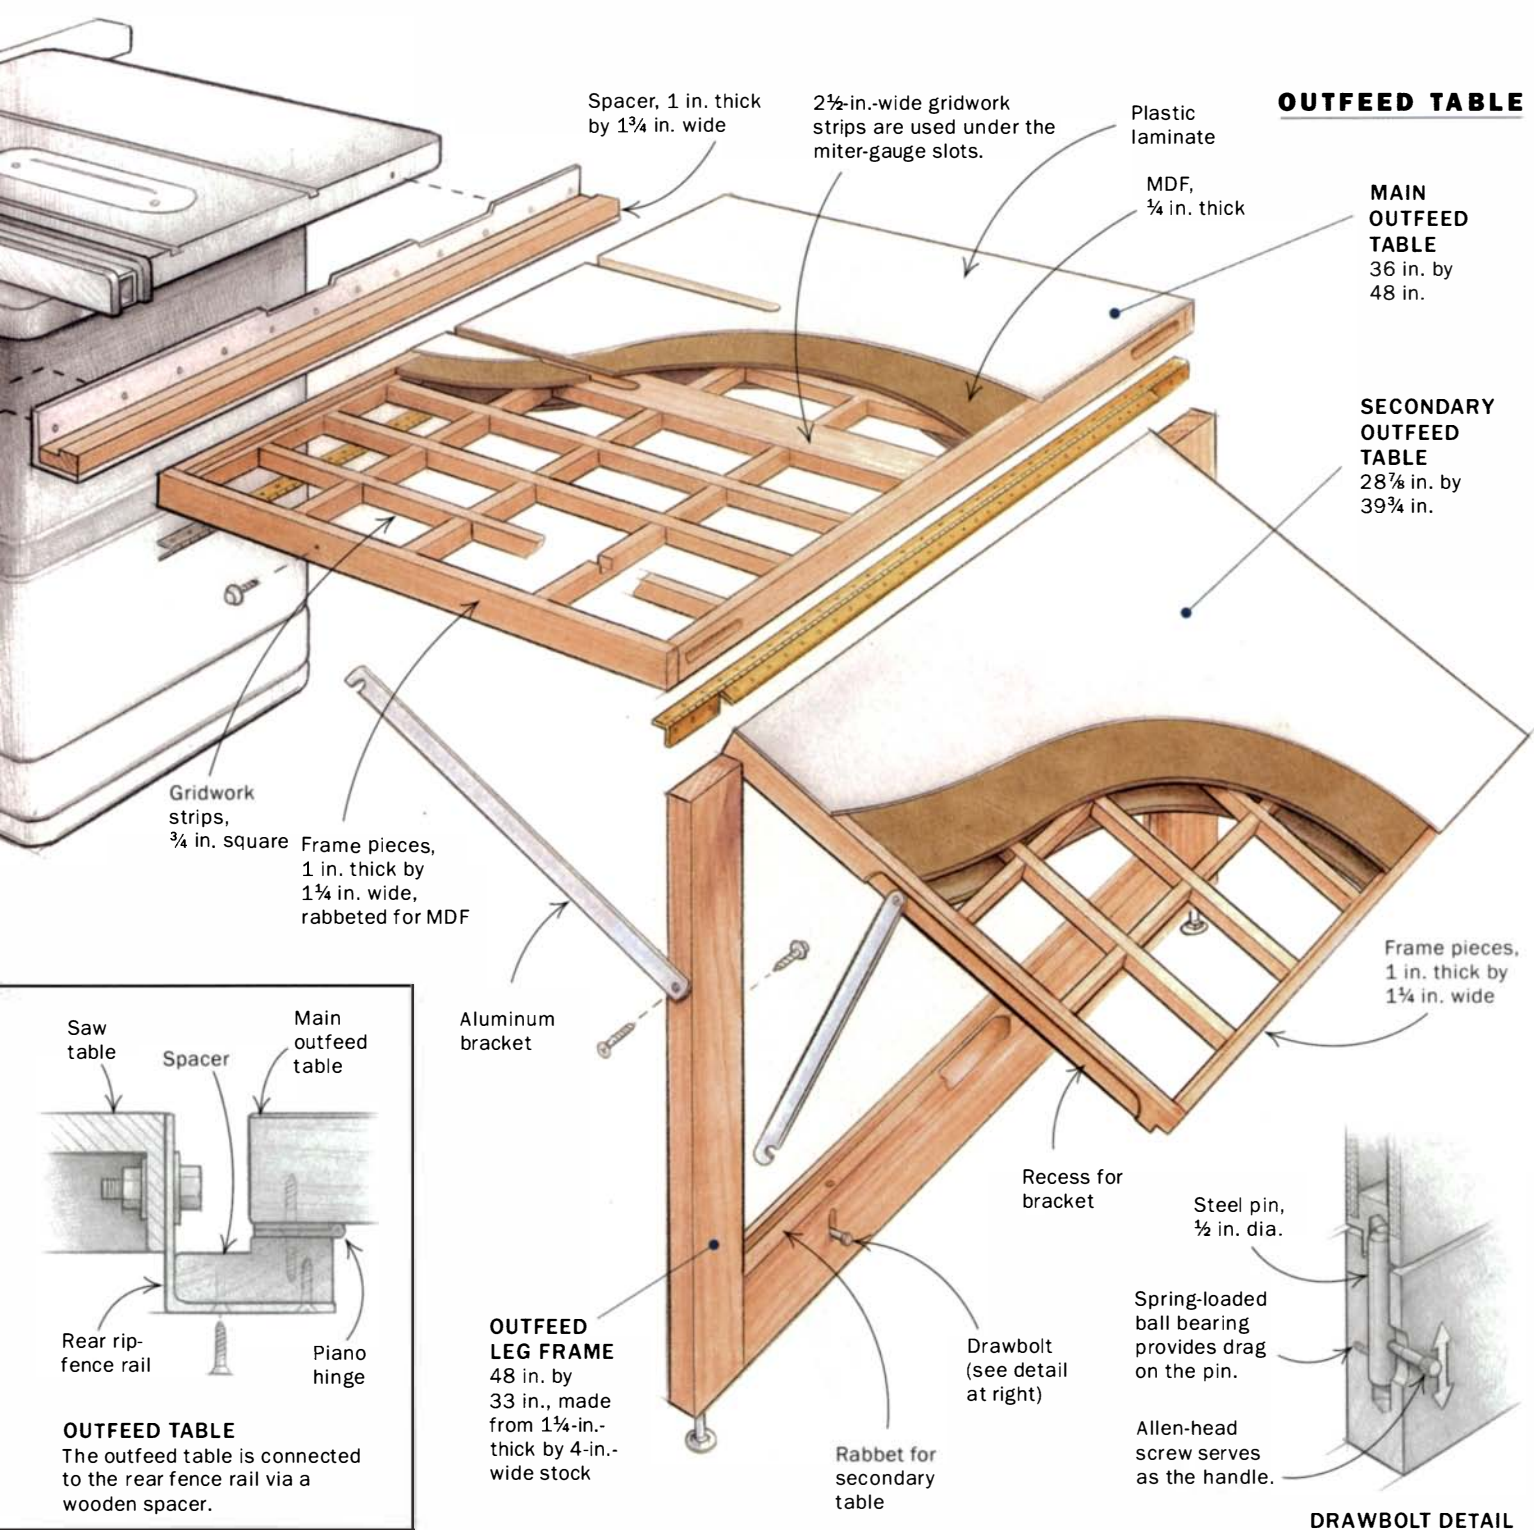 OUTFEED TABLE
Spacer, 1 in. thick
by 1¾ in. wide
2½-in.-wide gridwork
strips are used under the
miter-gauge slots.
Plastic
laminate
MDF,
¼ in. thick
MAIN
OUTFEED
TABLE
36 in. by
48 in.
SECONDARY
OUTFEED
TABLE
28⅞ in. by
39¾ in.
Gridwork
strips,
¾ in. square
Frame pieces,
1 in. thick by
1¼ in. wide,
rabbeted for MDF
Aluminum
bracket
Frame pieces,
1 in. thick by
1¼ in. wide
Recess for
bracket
Saw
table
Spacer
Main
outfeed
table
Rear rip-
fence rail
Piano
hinge
OUTFEED TABLE
The outfeed table is connected
to the rear fence rail via a
wooden spacer.
OUTFEED
LEG FRAME
48 in. by
33 in., made
from 1¼-in.-
thick by 4-in.-
wide stock
Drawbolt
(see detail
at right)
Rabbet for
secondary
table
Steel pin,
½ in. dia.
Spring-loaded
ball bearing
provides drag
on the pin.
Allen-head
screw serves
as the handle.
DRAWBOLT DETAIL